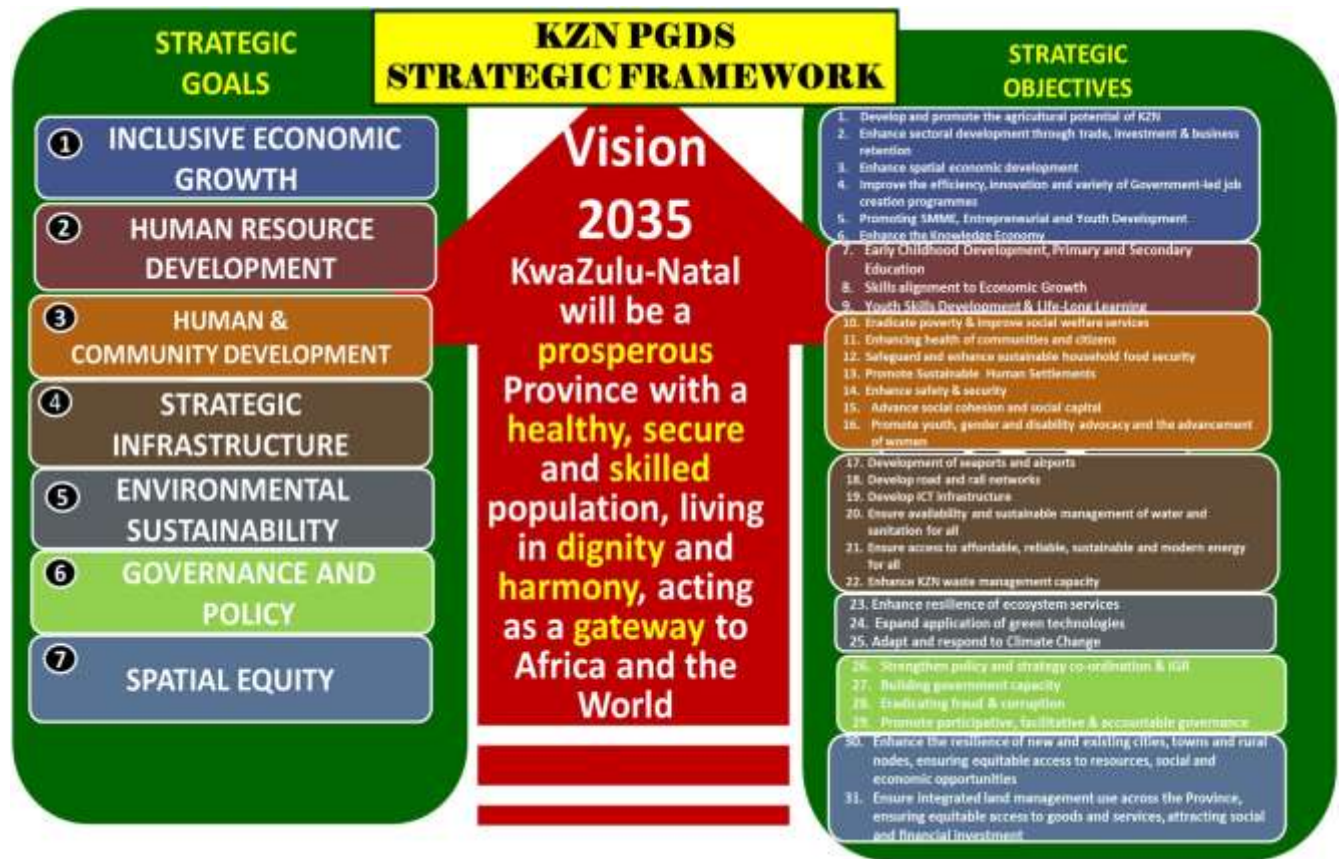 STRATEGIC
GOALS
1 INCLUSIVE ECONOMIC
GROWTH
2 HUMAN RESOURCE
DEVELOPMENT
3 HUMAN &
COMMUNITY DEVELOPMENT
4 STRATEGIC
INFRASTRUCTURE
5 ENVIRONMENTAL
SUSTAINABILITY
6 GOVERNANCE AND
POLICY
7 SPATIAL EQUITY
KZN PGDS
STRATEGIC FRAMEWORK
Vision
2035
KwaZulu-Natal
will be a
prosperous
Province with a
healthy, secure
and skilled
population, living
in dignity and
harmony, acting
as a gateway to
Africa and the
World
STRATEGIC
OBJECTIVES
1. Develop and promote the agricultural potential of KZN
2. Enhance sectoral development through trade, investment & business
retention
3. Enhance spatial economic development
4. Improve the efficiency, innovation and variety of Government-led job
creation programmes
5. Promoting SMME, Entrepreneurial and Youth Development
6. Enhance the Knowledge Economy
7. Early Childhood Development, Primary and Secondary
Education
8. Skills alignment to Economic Growth
9. Youth Skills Development & Life-Long Learning
10. Eradicate poverty & improve social welfare services
11. Enhancing health of communities and citizens
12. Safeguard and enhance sustainable household food security
13. Promote Sustainable Human Settlements
14. Enhance safety & security
15. Advance social cohesion and social capital
16. Promote youth, gender and disability advocacy and the advancement
of women
17. Development of seaports and airports
18. Develop road and rail networks
19. Develop ICT infrastructure
20. Ensure availability and sustainable management of water and
sanitation for all
21. Ensure access to affordable, reliable, sustainable and modern energy
for all
22. Enhance KZN waste management capacity
23. Enhance resilience of ecosystem services
24. Expand application of green technologies
25. Adapt and respond to Climate Change
26. Strengthen policy and strategy co-ordination & IGR
27. Building government capacity
28. Eradicating fraud & corruption
29. Promote participative, facilitative & accountable governance
30. Enhance the resilience of new and existing cities, towns and rural
nodes, ensuring equitable access to resources, social and
economic opportunities
31. Ensure integrated land management use across the Province,
ensuring equitable access to goods and services, attracting social
and financial investment